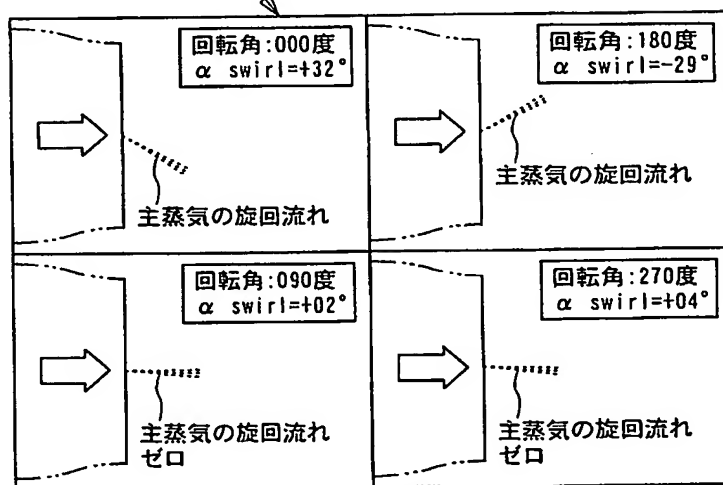 回転角:000度
α swirl=+32°
主蒸気の旋回流れ
回転角:180度
α swirl=-29°
主蒸気の旋回流れ
回転角:090度
α swirl=+02°
主蒸気の旋回流れ
ゼロ
回転角:270度
α swirl=+04°
主蒸気の旋回流れ
ゼロ